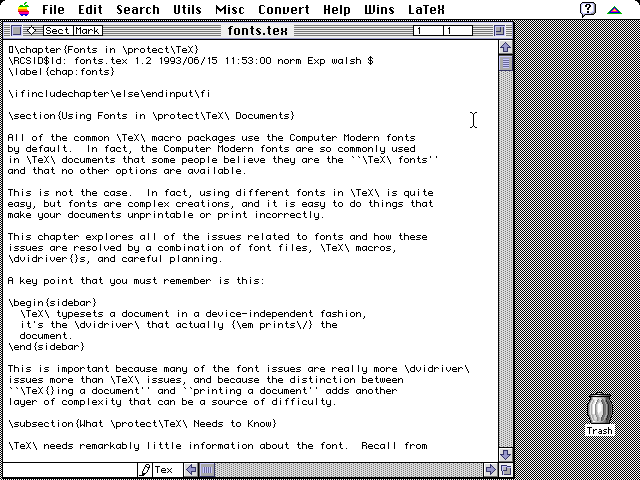 File Edit Search Utils Misc Convert Help Wins LaTeX
Sect Mark fonts.tex 1 1
\chapter{Fonts in \protect\TeX}
\RCSID$Id: fonts.tex 1.2 1993/06/15 11:53:00 norm Exp walsh $
\label{chap:fonts}
\ifincludechapter\else\endinput\fi
\section{Using Fonts in \protect\TeX\ Documents}
All of the common \TeX\ macro packages use the Computer Modern fonts
by default.  In fact, the Computer Modern fonts are so commonly used
in \TeX\ documents that some people believe they are the ``\TeX\ fonts''
and that no other options are available.
This is not the case.  In fact, using different fonts in \TeX\ is quite
easy, but fonts are complex creations, and it is easy to do things that
make your documents unprintable or print incorrectly.
This chapter explores all of the issues related to fonts and how these
issues are resolved by a combination of font files, \TeX\ macros,
\dvidriver{}s, and careful planning.
A key point that you must remember is this:
\begin{sidebar}
\TeX\ typesets a document in a device-independent fashion,
it's the \dvidriver\ that actually {\em prints\/} the
document.
\end{sidebar}
This is important because many of the font issues are really more \dvidriver\
issues more than \TeX\ issues, and because the distinction between
``\TeX{}ing a document'' and ``printing a document'' adds another
layer of complexity that can be a source of difficulty.
\subsection{What \protect\TeX\ Needs to Know}
\TeX\ needs remarkably little information about the font.  Recall from
Tex
Trash